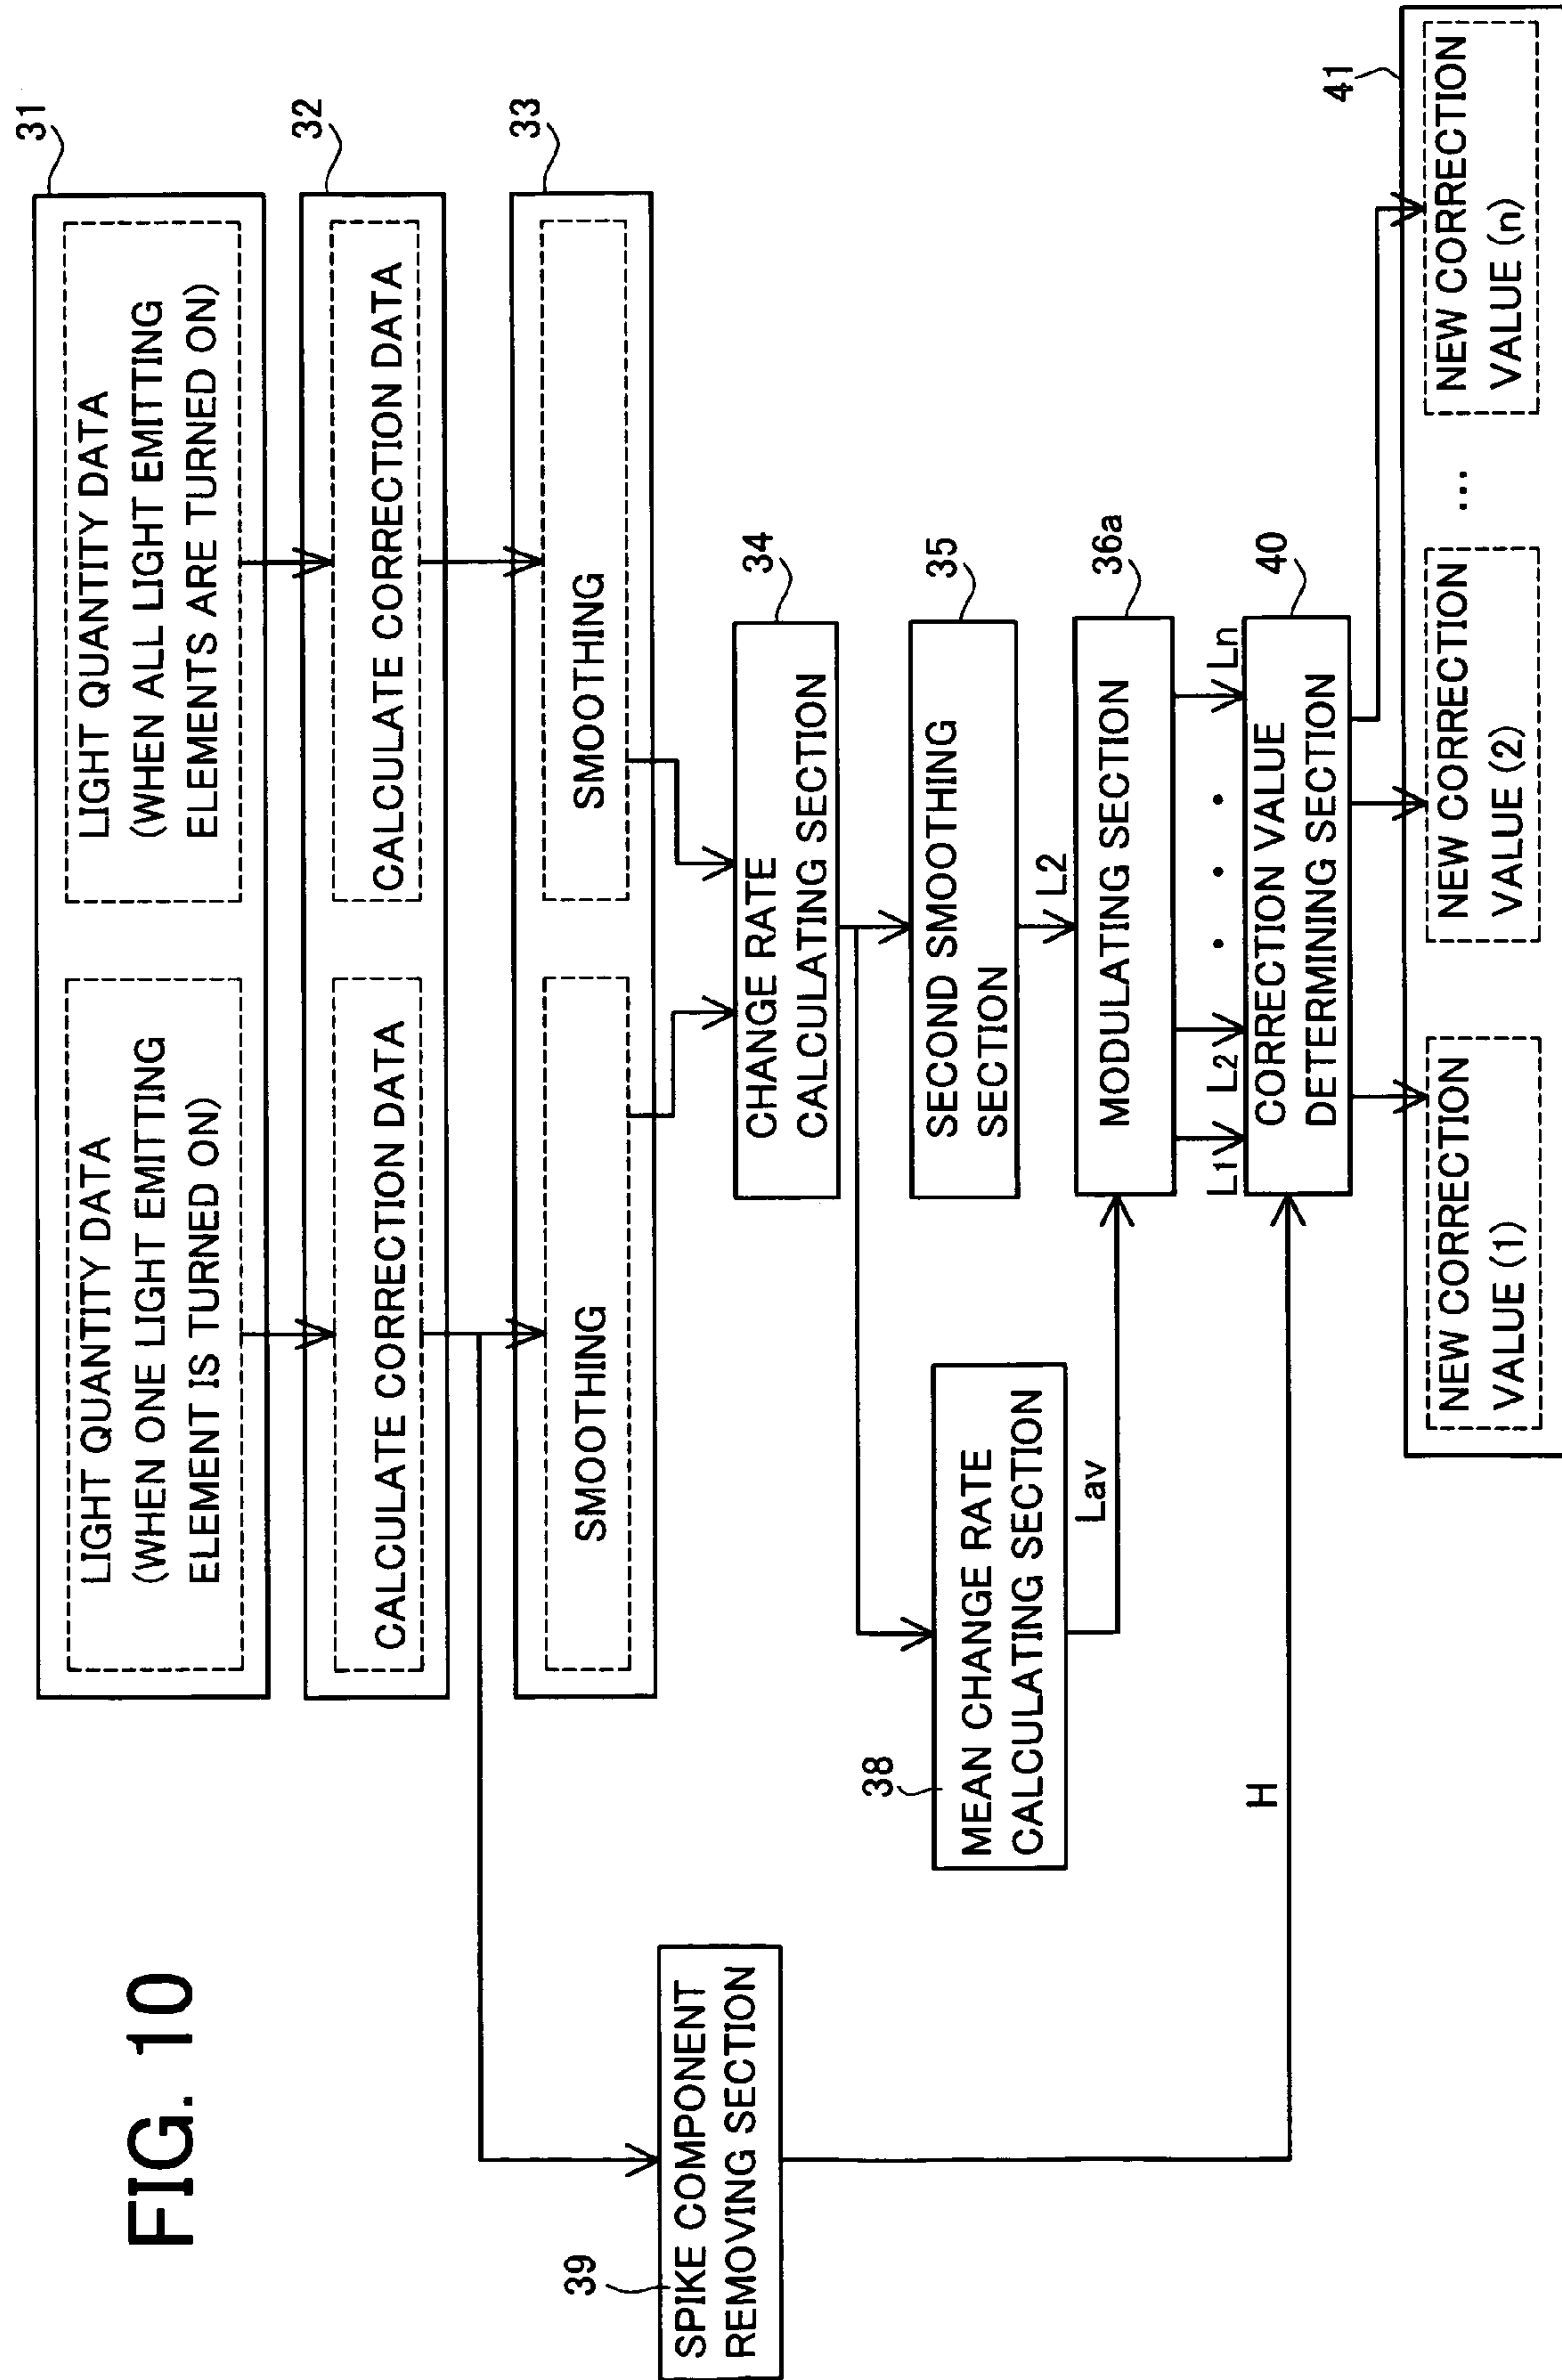 FIG. 10
31
LIGHT QUANTITY DATA
(WHEN ONE LIGHT EMITTING
ELEMENT IS TURNED ON)
LIGHT QUANTITY DATA
(WHEN ALL LIGHT EMITTING
ELEMENTS ARE TURNED ON)
32
CALCULATE CORRECTION DATA
CALCULATE CORRECTION DATA
33
SMOOTHING
SMOOTHING
39
SPIKE COMPONENT
REMOVING SECTION
34
CHANGE RATE
CALCULATING SECTION
38
MEAN CHANGE RATE
CALCULATING SECTION
35
SECOND SMOOTHING
SECTION
Lav
L2
36a
MODULATING SECTION
H
L1
L2
. . .
Ln
40
CORRECTION VALUE
DETERMINING SECTION
41
NEW CORRECTION
VALUE (1)
NEW CORRECTION
VALUE (2)
...
NEW CORRECTION
VALUE (n)